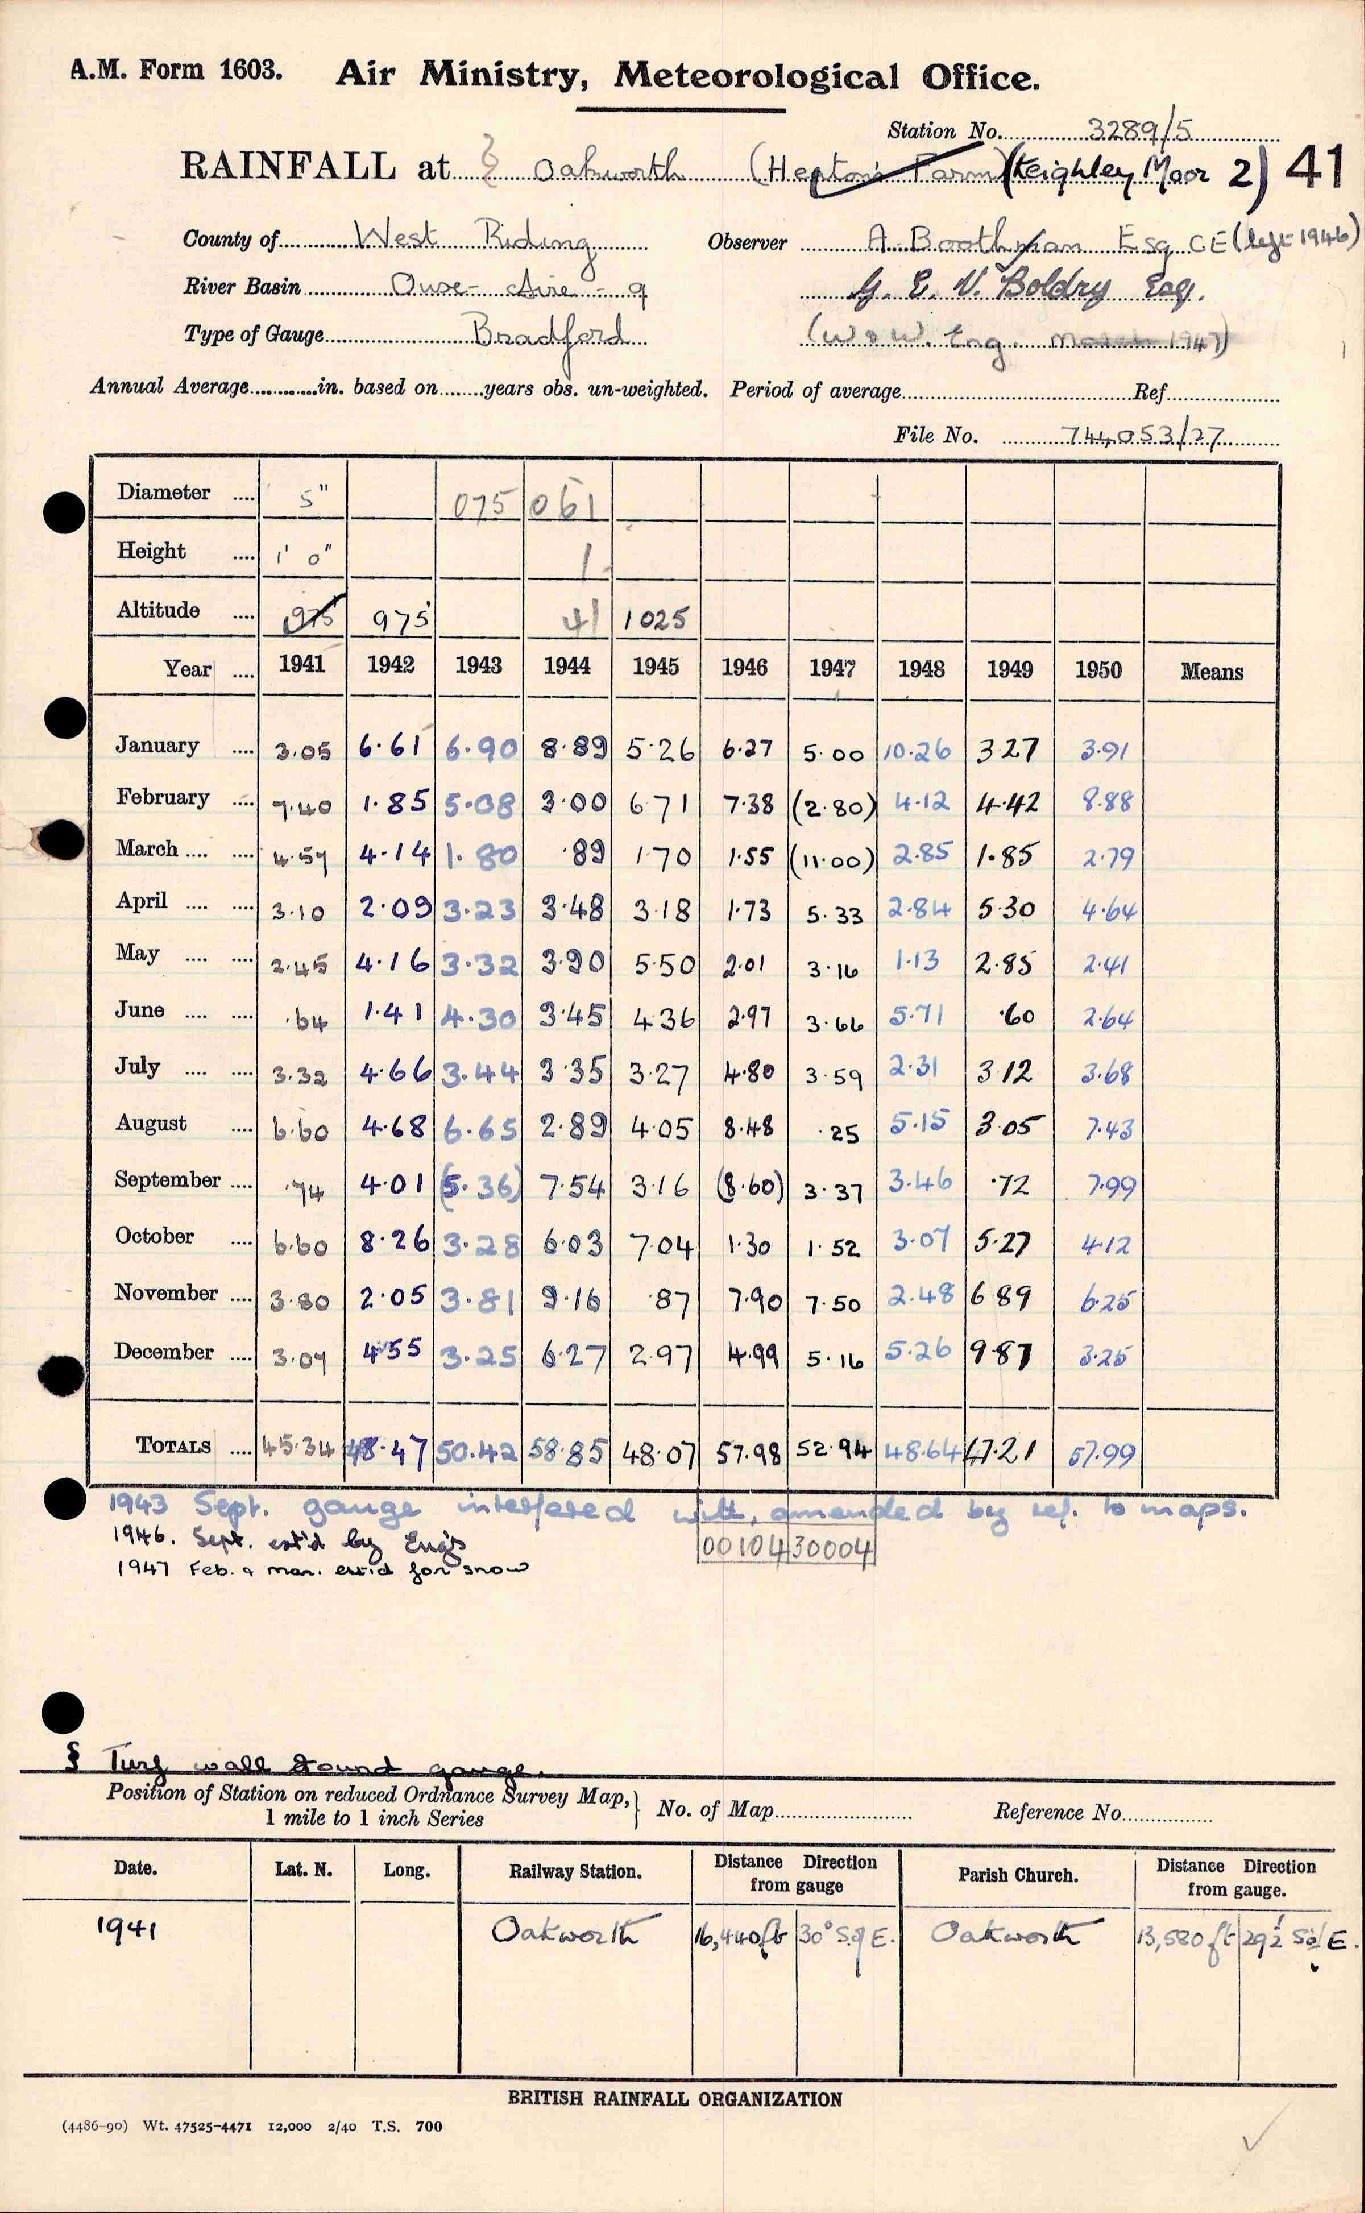 A.M. Form 1603. Air Ministry, Meteorological Office.
Station No. 3289/5
RAINFALL at § Oakworth (Hepton's Farm) (Keighley Moor 2) 41
County of West Riding Observer A Boothman Esq CE (left 1946)
River Basin Ouse - Aire - 9 G. E. V. Boldry Esq.
Type of Gauge Bradford (W & W. Eng. March 1947)
Annual Average in. based on years obs. un-weighted. Period of average Ref
File No. 744053/27
Diameter 5" 075 061
Height 1' 0" 1
Altitude 975 975 41 1025
Year 1941 1942 1943 1944 1945 1946 1947 1948 1949 1950 Means
January 3.05 6.61 6.90 8.89 5.26 6.27 5.00 10.26 3.27 3.91
February 7.40 1.85 5.08 3.00 6.71 7.38 (2.80) 4.12 4.42 8.88
March 4.57 4.14 1.80 .89 1.70 1.55 (11.00) 2.85 1.85 2.79
April 3.10 2.09 3.23 3.48 3.18 1.73 5.33 2.84 5.30 4.64
May 2.45 4.16 3.32 3.90 5.50 2.01 3.16 1.13 2.85 2.41
June .64 1.41 4.30 3.45 4.36 2.97 3.66 5.71 .60 2.64
July 3.32 4.66 3.44 3.35 3.27 4.80 3.59 2.31 3.12 3.68
August 6.60 4.68 6.65 2.89 4.05 8.48 .25 5.15 3.05 7.43
September .74 4.01 (5.36) 7.54 3.16 (8.60) 3.37 3.46 .72 7.99
October 6.60 8.26 3.28 6.03 7.04 1.30 1.52 3.07 5.27 4.12
November 3.80 2.05 3.81 9.16 .87 7.90 7.50 2.48 6.89 6.25
December 3.07 4.55 3.25 6.27 2.97 4.99 5.16 5.26 9.87 3.25
TOTALS 45.34 48.47 50.42 58.85 48.07 57.98 52.94 48.64 47.21 57.99
1943 Sept. gauge interfered with, amended by ref. to maps.
1946. Sept. est'd by Eng's
00104 30004
1947 Feb. & mar. est'd for snow
§ Turf wall round gauge.
Position of Station on reduced Ordnance Survey Map, No. of Map Reference No.
1 mile to 1 inch Series
Date. Lat. N. Long. Railway Station. Distance Direction from gauge Parish Church. Distance Direction from gauge.
1941 Oakworth 16,440 ft 30° S of E. Oakworth 13,580 ft 29½ S of E.
BRITISH RAINFALL ORGANIZATION
(4486-90) Wt. 47525-4471 12,000 2/40 T.S. 700